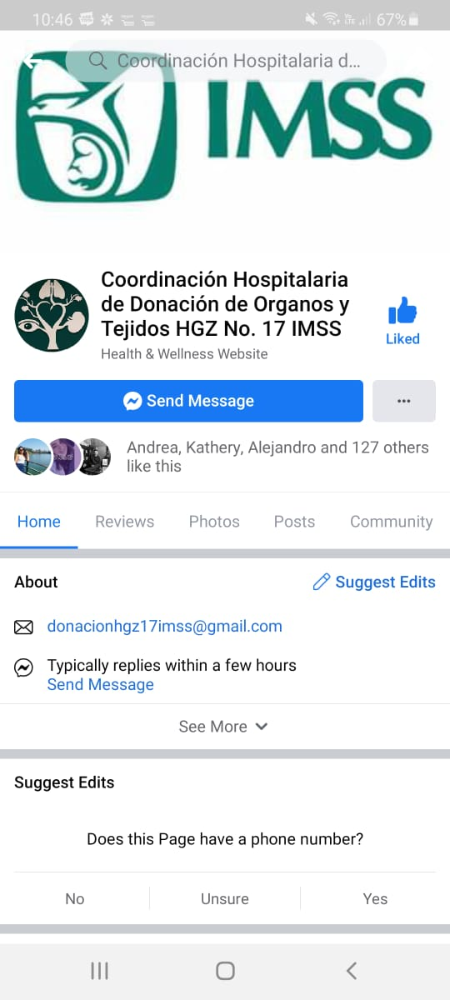 10:46
67%
Coordinación Hospitalaria d...
IMSS
Coordinación Hospitalaria
de Donación de Organos y
Tejidos HGZ No. 17 IMSS
Liked
Health & Wellness Website
Send Message
Andrea, Kathery, Alejandro and 127 others
like this
Home Reviews Photos Posts Community
About
Suggest Edits
donacionhgz17imss@gmail.com
Typically replies within a few hours
Send Message
See More
Suggest Edits
Does this Page have a phone number?
No Unsure Yes